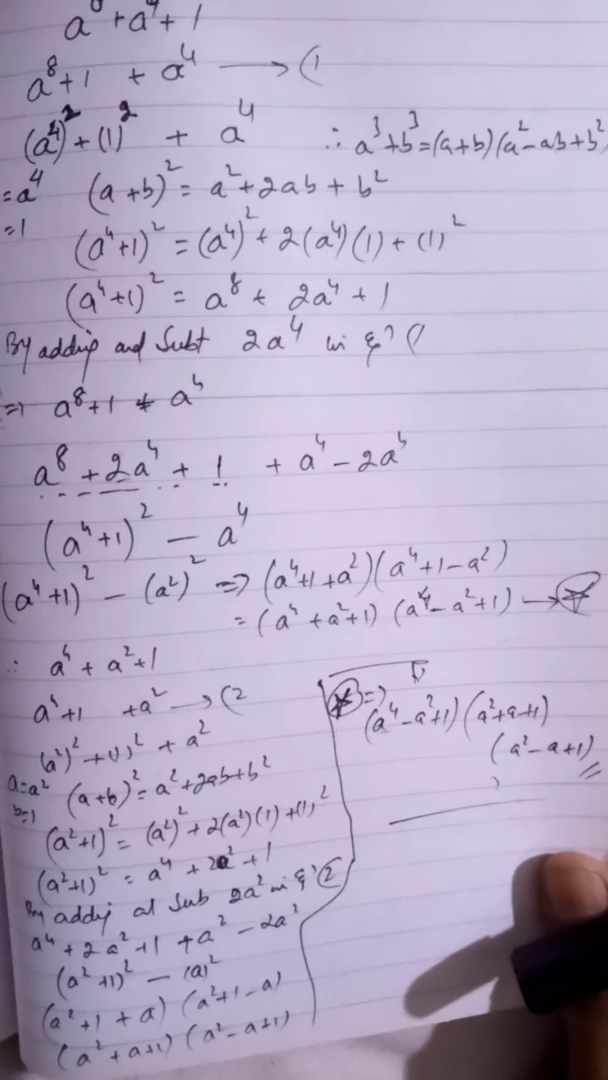 a⁸ + a⁴ + 1
a⁸ + 1 + a⁴ → (1
(a⁴)² + (1)² + a⁴
∴ a³ + b³ = (a + b)(a² - ab + b²
= a⁴ (a + b)² = a² + 2ab + b²
= 1 (a⁴ + 1)² = (a⁴)² + 2(a⁴)(1) + (1)²
(a⁴ + 1)² = a⁸ + 2a⁴ + 1
By adding and Subt 2a⁴ in
⇒ a⁸ + 1 + a⁴
a⁸ + 2a⁴ + 1 + a⁴ - 2a⁴
(a⁴ + 1)² - a⁴
(a⁴ + 1)² - (a²)² ⇒ (a⁴ + 1 + a²)(a⁴ + 1 - a²)
= (a⁴ + a² + 1) (a⁴ - a² + 1) → ★
∴ a⁴ + a² + 1
a⁴ + 1 + a² → (2
(a²)² + (1)² + a²
a = a² (a + b)² = a² + 2ab + b²
b = 1
(a² + 1)² = (a²)² + 2(a²)(1) + (1)²
(a² + 1)² = a⁴ + 2a² + 1
By adding at Sub 2a² in (2)
a⁴ + 2a² + 1 + a² - 2a²
(a² + 1)² - (a)²
(a² + 1 + a) (a² + 1 - a)
(a² + a + 1) (a² - a + 1)
★ ⇒
(a⁴ - a² + 1) (a² + a + 1)
(a² - a + 1)